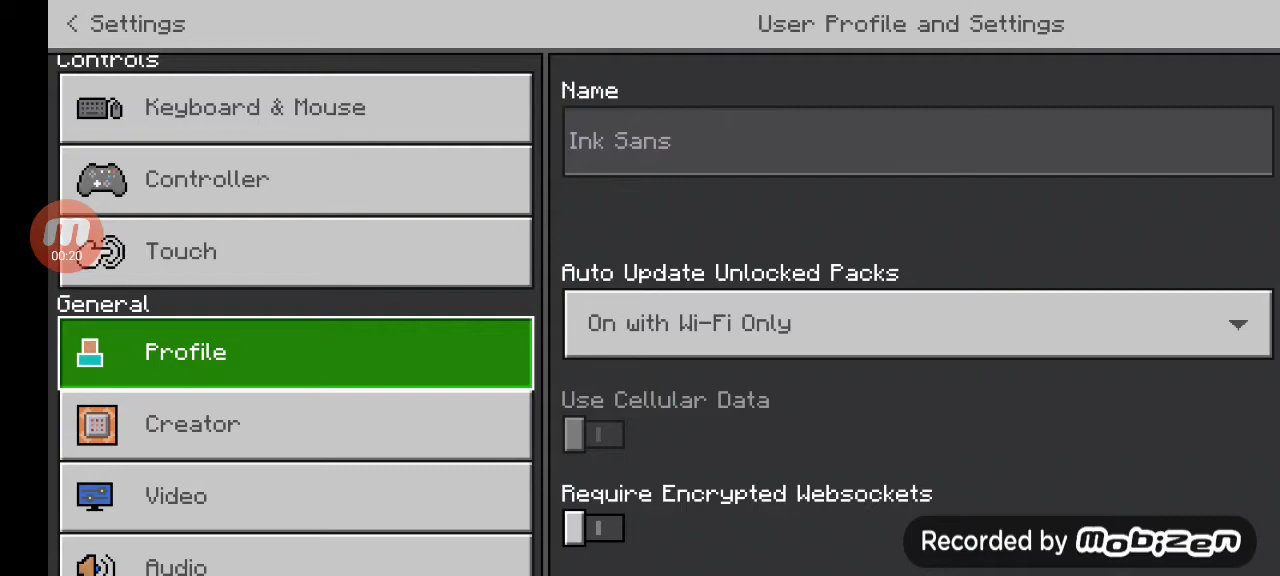 Settings
User Profile and Settings
Controls
Keyboard & Mouse
Controller
Touch
General
Profile
Creator
Video
Audio
Name
Ink Sans
Auto Update Unlocked Packs
On with Wi-Fi Only
Use Cellular Data
Require Encrypted Websockets
00:20
Recorded by mobizen